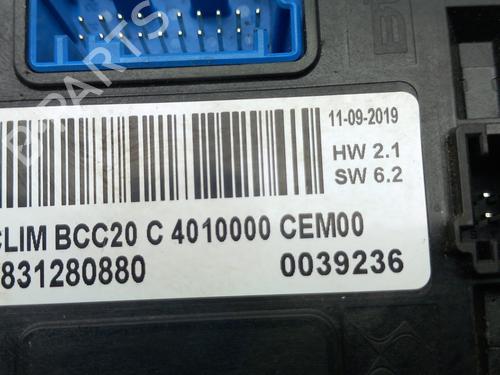 11-09-2019
HW 2.1
SW 6.2
CLIM BCC20 C 4010000 CEM00
831280880 0039236